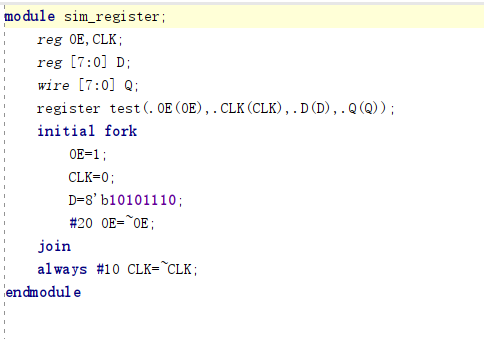 module sim_register;
reg OE,CLK;
reg [7:0] D;
wire [7:0] Q;
register test(.OE(OE),.CLK(CLK),.D(D),.Q(Q));
initial fork
OE=1;
CLK=0;
D=8'b10101110;
#20 OE=~OE;
join
always #10 CLK=~CLK;
endmodule